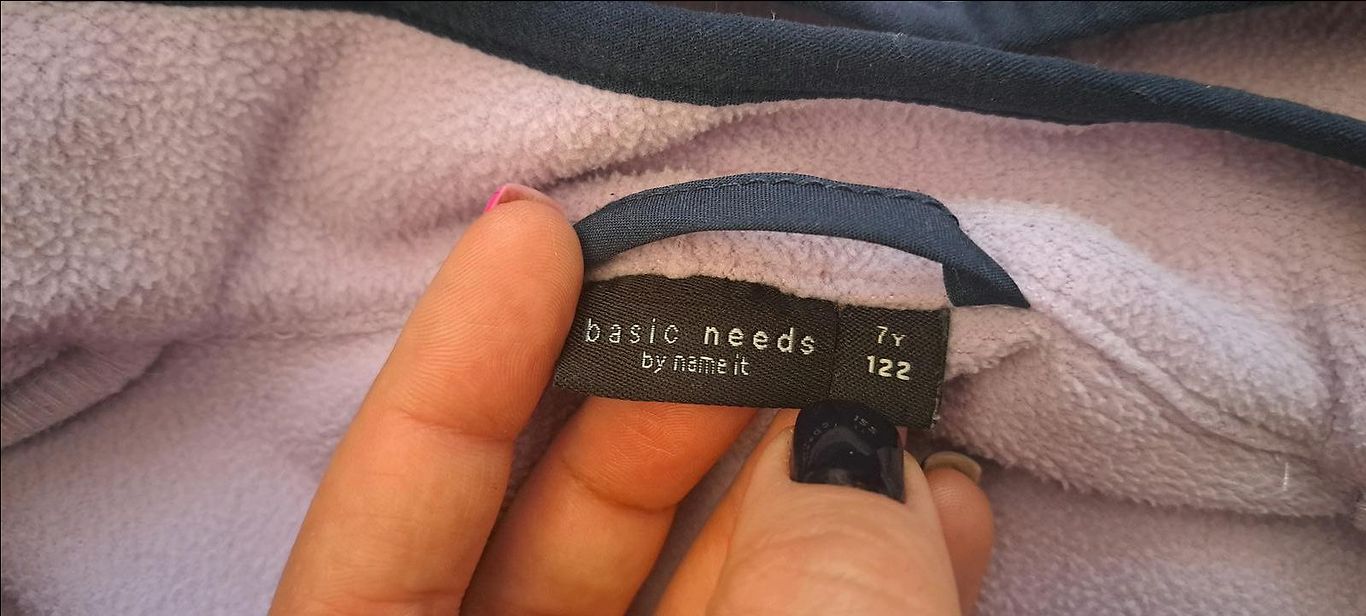 basic needs
by name it
7Y
122